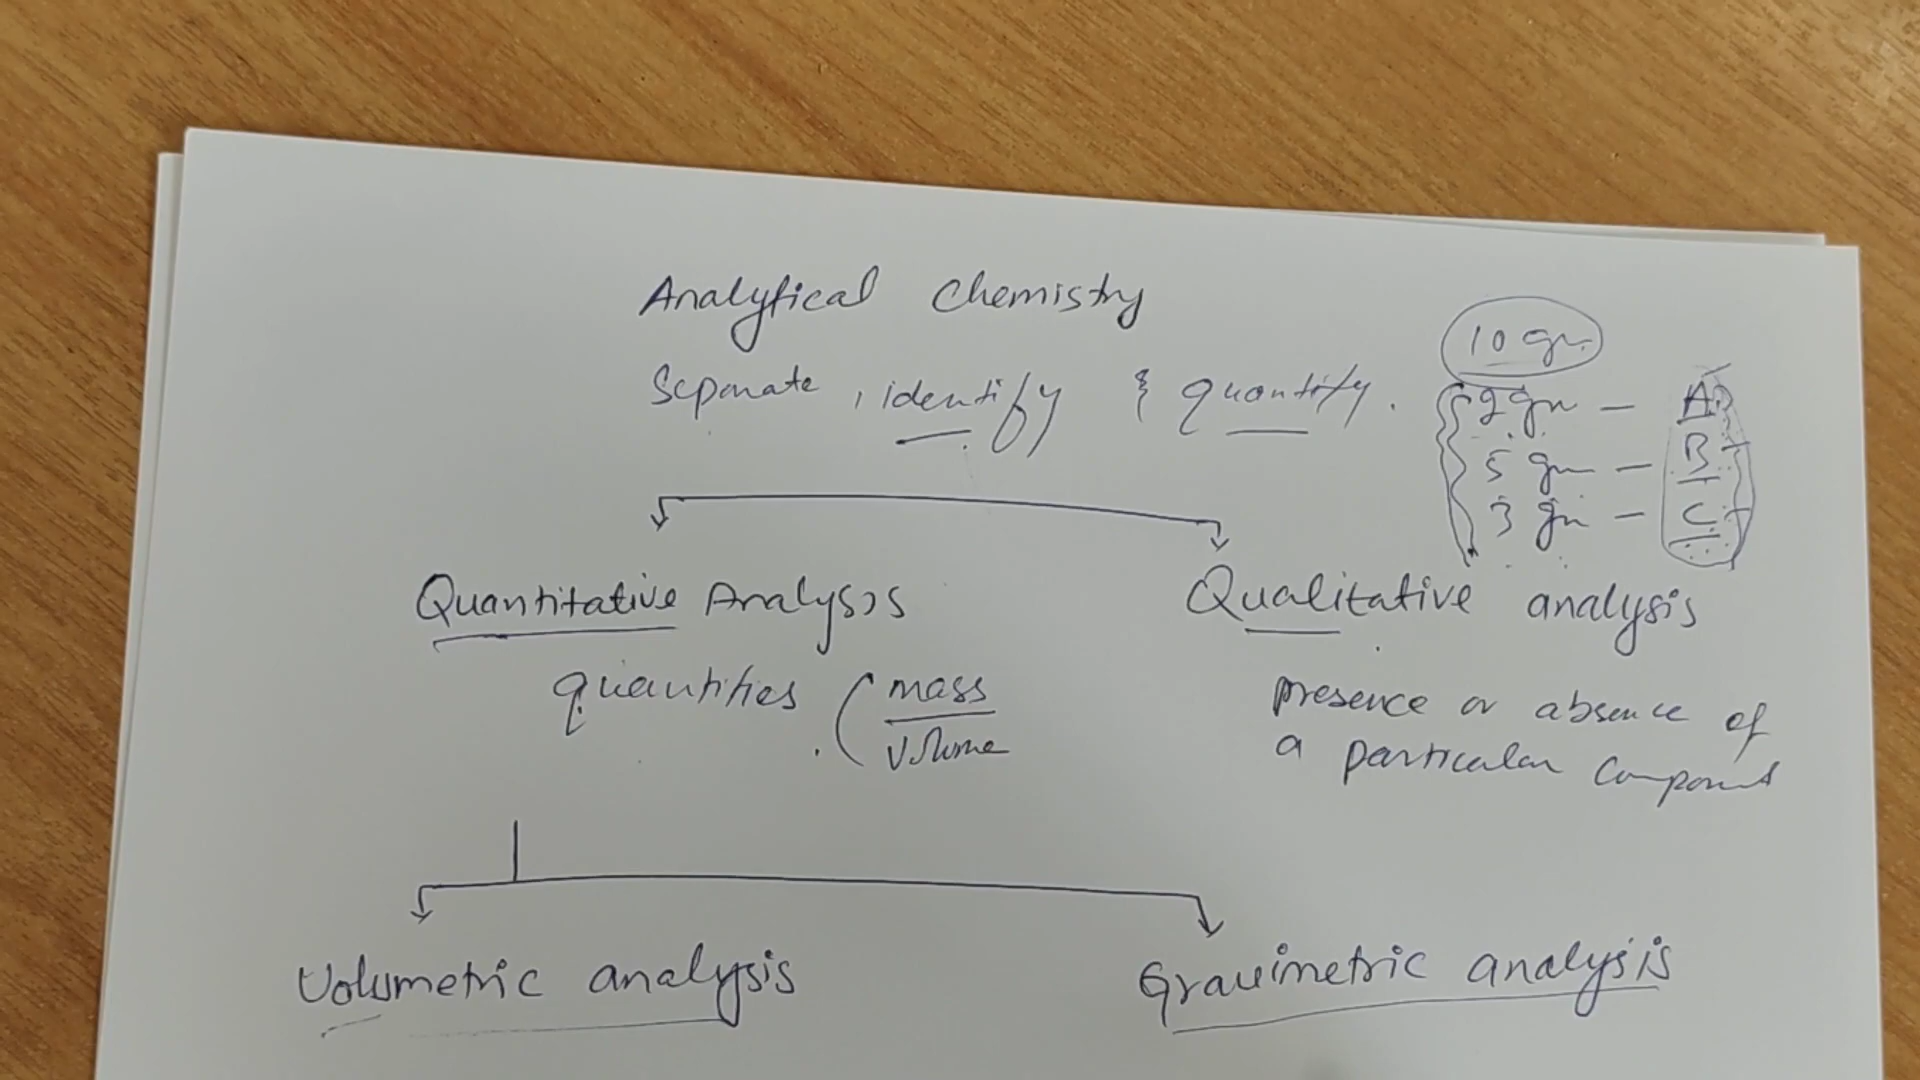 Analytical Chemistry
Separate, identify & quantify.
10 gm
2 gm — A
5 gm — B
3 gm — C
Quantitative Analysis
Qualitative analysis
quantities (mass
volume
presence or absence of
a particular compound
Volumetric analysis
Gravimetric analysis